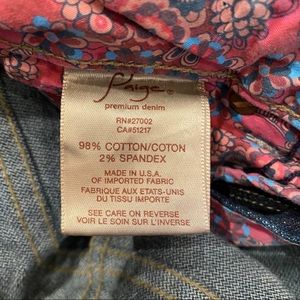 Paige
premium denim
RN#27002
CA#51217
98% COTTON/COTON
2% SPANDEX
MADE IN U.S.A.
OF IMPORTED FABRIC
FABRIQUE AUX ETATS-UNIS
DU TISSU IMPORTE
SEE CARE ON REVERSE
VOIR LE SOIN SUR L'INVERSE